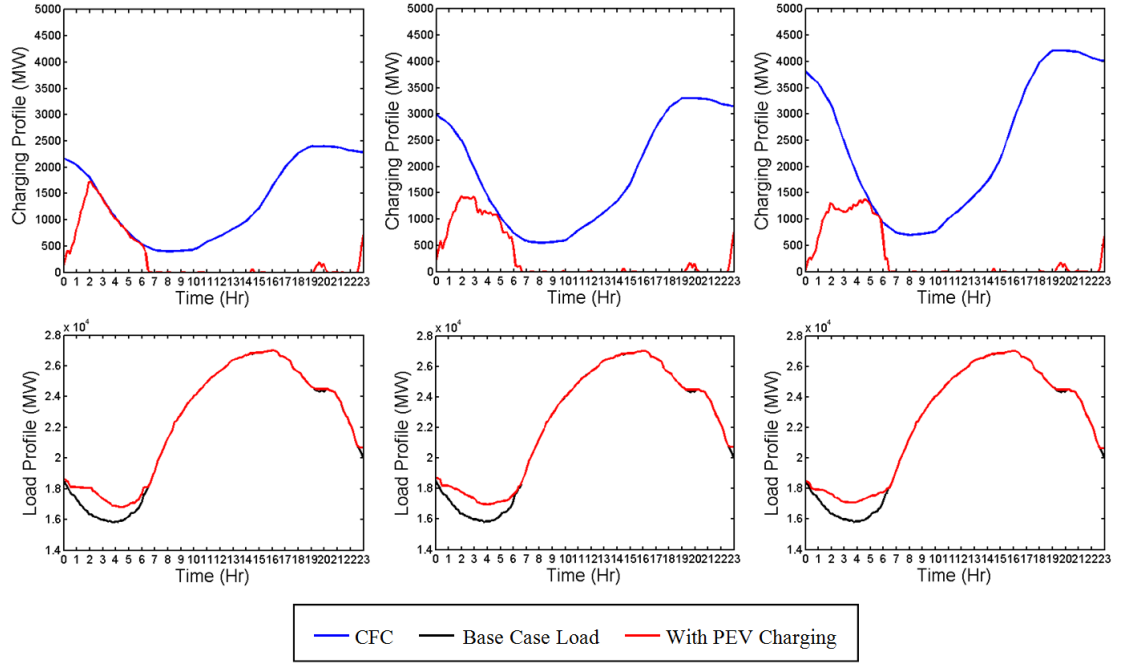 5000
4500
4000
3500
3000
2500
2000
1500
1000
500
0
Charging Profile (MW)
0 1 2 3 4 5 6 7 8 9 10 11 12 13 14 15 16 17 18 19 20 21 22 23
Time (Hr)
5000
4500
4000
3500
3000
2500
2000
1500
1000
500
0
Charging Profile (MW)
0 1 2 3 4 5 6 7 8 9 10 11 12 13 14 15 16 17 18 19 20 21 22 23
Time (Hr)
5000
4500
4000
3500
3000
2500
2000
1500
1000
500
0
Charging Profile (MW)
0 1 2 3 4 5 6 7 8 9 10 11 12 13 14 15 16 17 18 19 20 21 22 23
Time (Hr)
x 10^4
2.8
2.6
2.4
2.2
2
1.8
1.6
1.4
Load Profile (MW)
0 1 2 3 4 5 6 7 8 9 10 11 12 13 14 15 16 17 18 19 20 21 22 23
Time (Hr)
x 10^4
2.8
2.6
2.4
2.2
2
1.8
1.6
1.4
Load Profile (MW)
0 1 2 3 4 5 6 7 8 9 10 11 12 13 14 15 16 17 18 19 20 21 22 23
Time (Hr)
x 10^4
2.8
2.6
2.4
2.2
2
1.8
1.6
1.4
Load Profile (MW)
0 1 2 3 4 5 6 7 8 9 10 11 12 13 14 15 16 17 18 19 20 21 22 23
Time (Hr)
CFC Base Case Load With PEV Charging